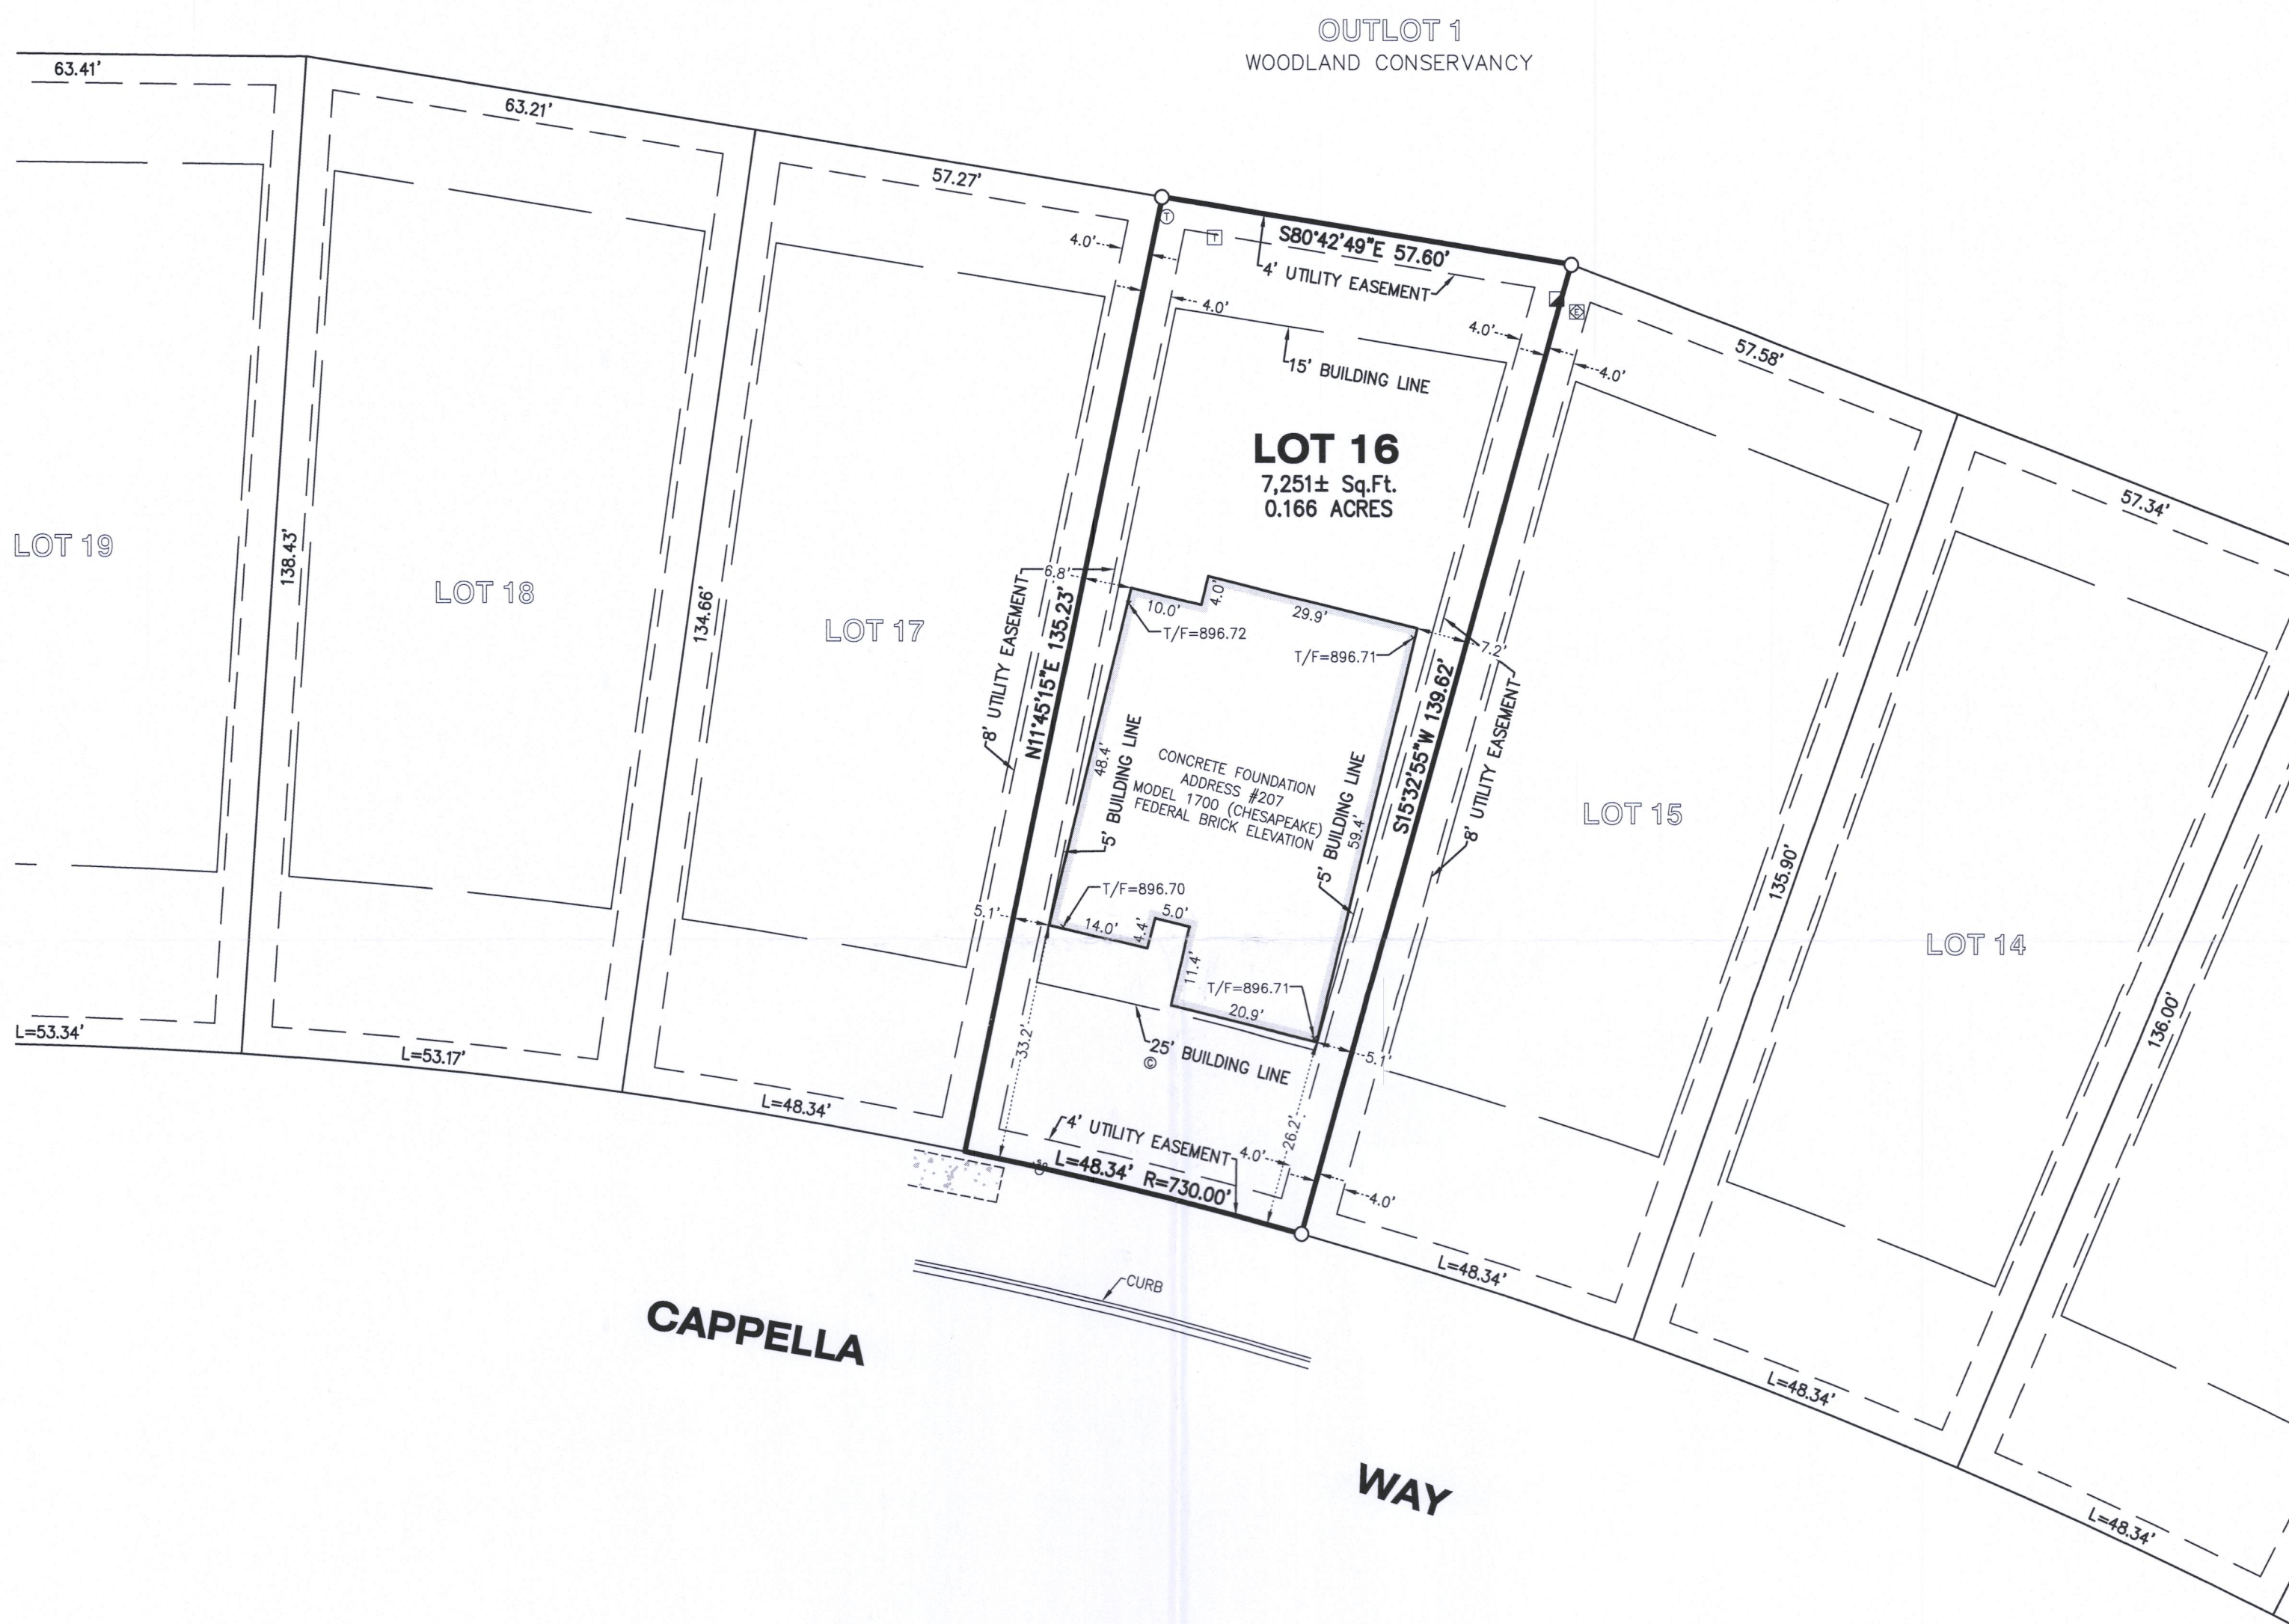 OUTLOT 1
WOODLAND CONSERVANCY
63.41'
63.21'
57.27'
S80°42'49"E 57.60'
4' UTILITY EASEMENT
T
T
E
4.0'
4.0'
4.0'
4.0'
15' BUILDING LINE
57.58'
57.34'
LOT 16
7,251± Sq.Ft.
0.166 ACRES
LOT 19
138.43'
LOT 18
134.66'
LOT 17
8' UTILITY EASEMENT
N11°45'15"E 135.23'
6.8'
10.0'
4.0'
29.9'
T/F=896.72
T/F=896.71
7.2'
S15°32'55"W 139.62'
8' UTILITY EASEMENT
48.4'
5' BUILDING LINE
CONCRETE FOUNDATION
ADDRESS #207
MODEL 1700 (CHESAPEAKE)
FEDERAL BRICK ELEVATION
5' BUILDING LINE
59.4'
LOT 15
135.90'
LOT 14
136.00'
T/F=896.70
5.1'
14.0'
4.4'
5.0'
11.4'
T/F=896.71
20.9'
5.1'
33.2'
25' BUILDING LINE
©
26.2'
4' UTILITY EASEMENT
4.0'
4.0'
L=48.34' R=730.00'
L=53.34'
L=53.17'
L=48.34'
L=48.34'
L=48.34'
L=48.34'
CURB
CAPPELLA
WAY